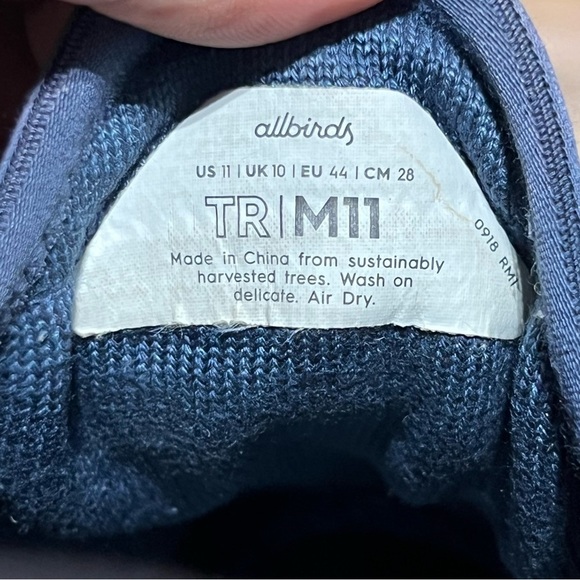 allbirds
US 11 | UK 10 | EU 44 | CM 28
TR|M11
Made in China from sustainably
harvested trees. Wash on
delicate. Air Dry.
0918 RM1